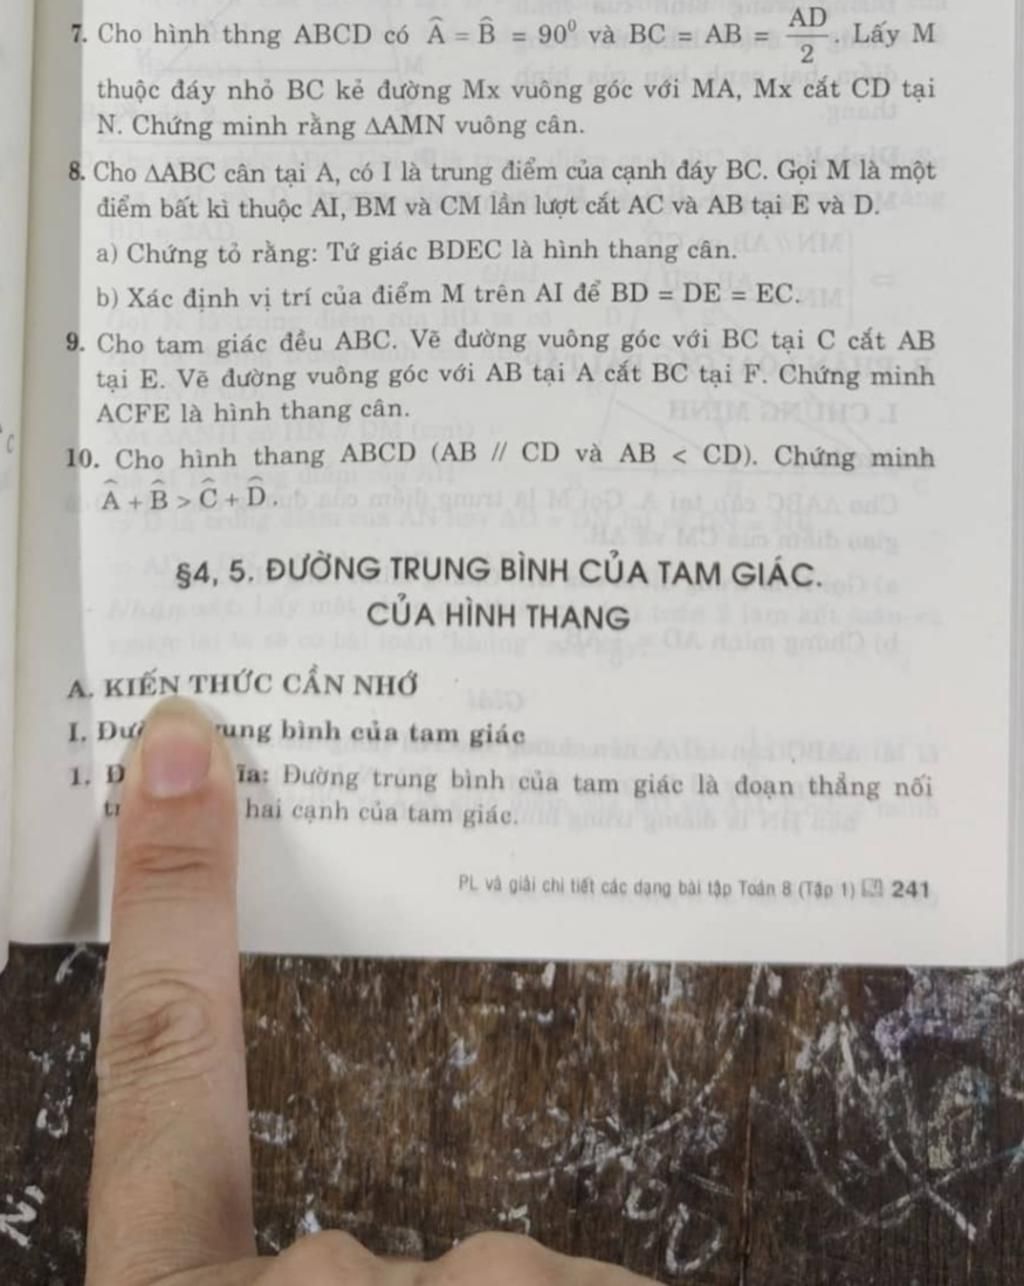 7. Cho hình thng ABCD có Â = B̂ = 90⁰ và BC = AB = AD/2. Lấy M
thuộc đáy nhỏ BC kẻ đường Mx vuông góc với MA, Mx cắt CD tại
N. Chứng minh rằng ΔAMN vuông cân.
8. Cho ΔABC cân tại A, có I là trung điểm của cạnh đáy BC. Gọi M là một
điểm bất kì thuộc AI, BM và CM lần lượt cắt AC và AB tại E và D.
a) Chứng tỏ rằng: Tứ giác BDEC là hình thang cân.
b) Xác định vị trí của điểm M trên AI để BD = DE = EC.
9. Cho tam giác đều ABC. Vẽ đường vuông góc với BC tại C cắt AB
tại E. Vẽ đường vuông góc với AB tại A cắt BC tại F. Chứng minh
ACFE là hình thang cân.
10. Cho hình thang ABCD (AB // CD và AB < CD). Chứng minh
Â + B̂ > Ĉ + D̂.
§4, 5. ĐƯỜNG TRUNG BÌNH CỦA TAM GIÁC.
CỦA HÌNH THANG
A. KIẾN THỨC CẦN NHỚ
I. bình của tam giác
1. Đường trung bình của tam giác là đoạn thẳng nối
hai cạnh của tam giác.
PL và giải chi tiết các dạng bài tập Toán 8 (Tập 1) 241